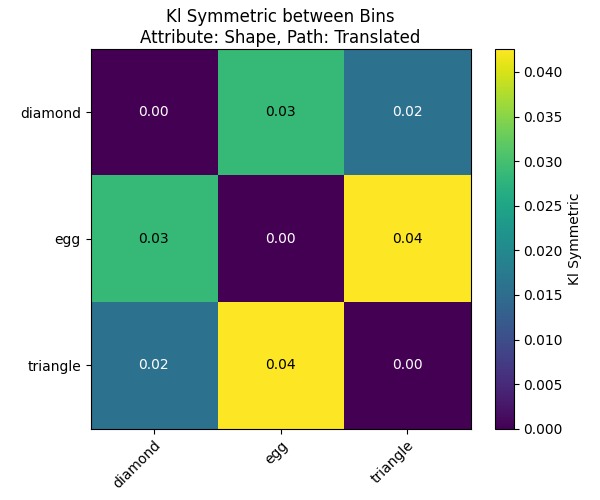 Kl Symmetric between Bins
Attribute: Shape, Path: Translated
diamond
0.00
0.03
0.02
egg
0.03
0.00
0.04
triangle
0.02
0.04
0.00
diamond
egg
triangle
0.040
0.035
0.030
0.025
0.020
0.015
0.010
0.005
0.000
Kl Symmetric